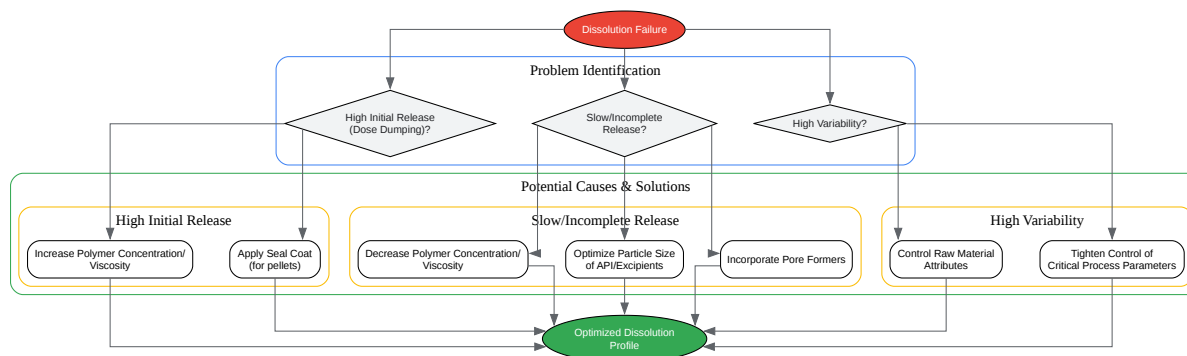 Dissolution Failure
Problem Identification
High Initial Release
(Dose Dumping)?
Slow/Incomplete
Release?
High Variability?
Potential Causes & Solutions
High Initial Release
Slow/Incomplete Release
High Variability
Increase Polymer Concentration/
Viscosity
Apply Seal Coat
(for pellets)
Decrease Polymer Concentration/
Viscosity
Optimize Particle Size
of API/Excipients
Incorporate Pore Formers
Control Raw Material
Attributes
Tighten Control of
Critical Process Parameters
Optimized Dissolution
Profile